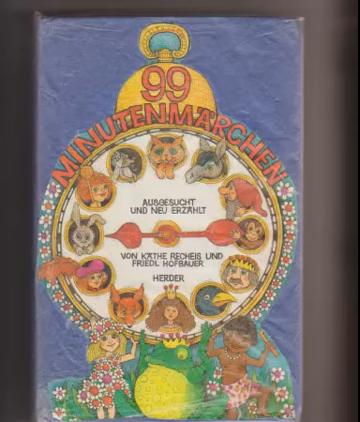 99
MINUTENMÄRCHEN
AUSGESUCHT
UND NEU ERZÄHLT
VON KÄTHE RECHEIS UND
FRIEDL HOFBAUER
HERDER